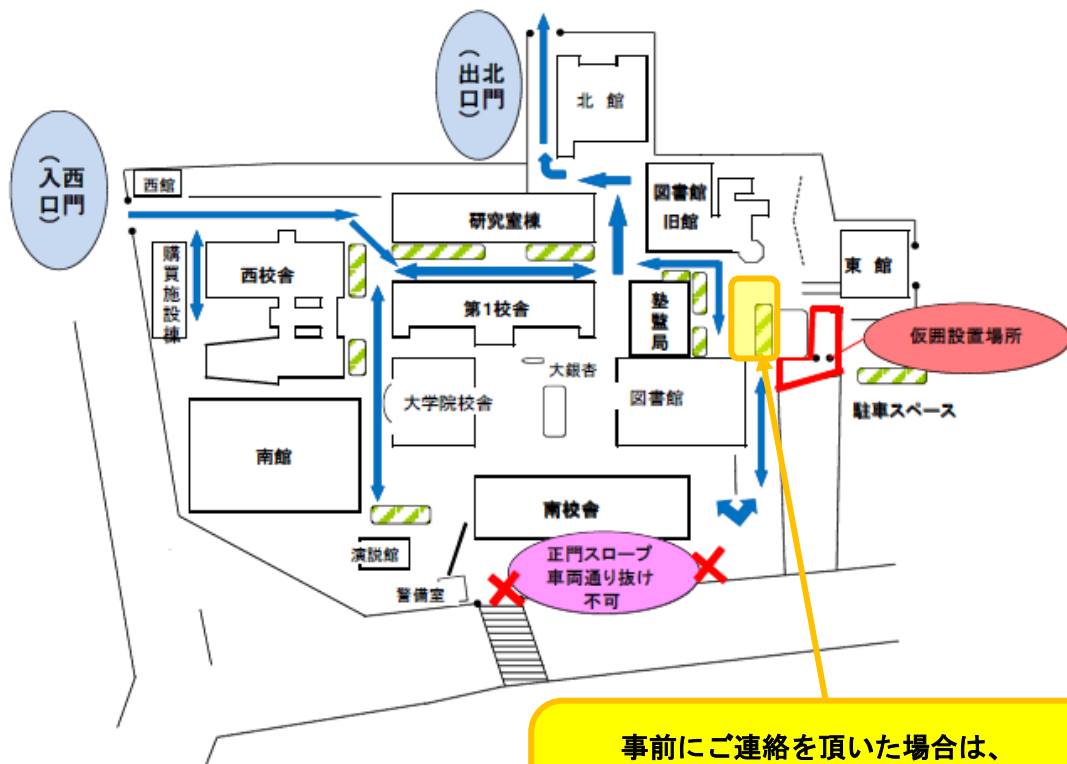 北門
(出口)
北 館
西門
(入口)
西館
研究室棟
図書館
旧館
東 館
購買施設棟
西校舎
第1校舎
塾監局
仮囲設置場所
大銀杏
大学院校舎
図書館
駐車スペース
南館
南校舎
演説館
正門スロープ
車両通り抜け
不可
警備室
事前にご連絡を頂いた場合は、